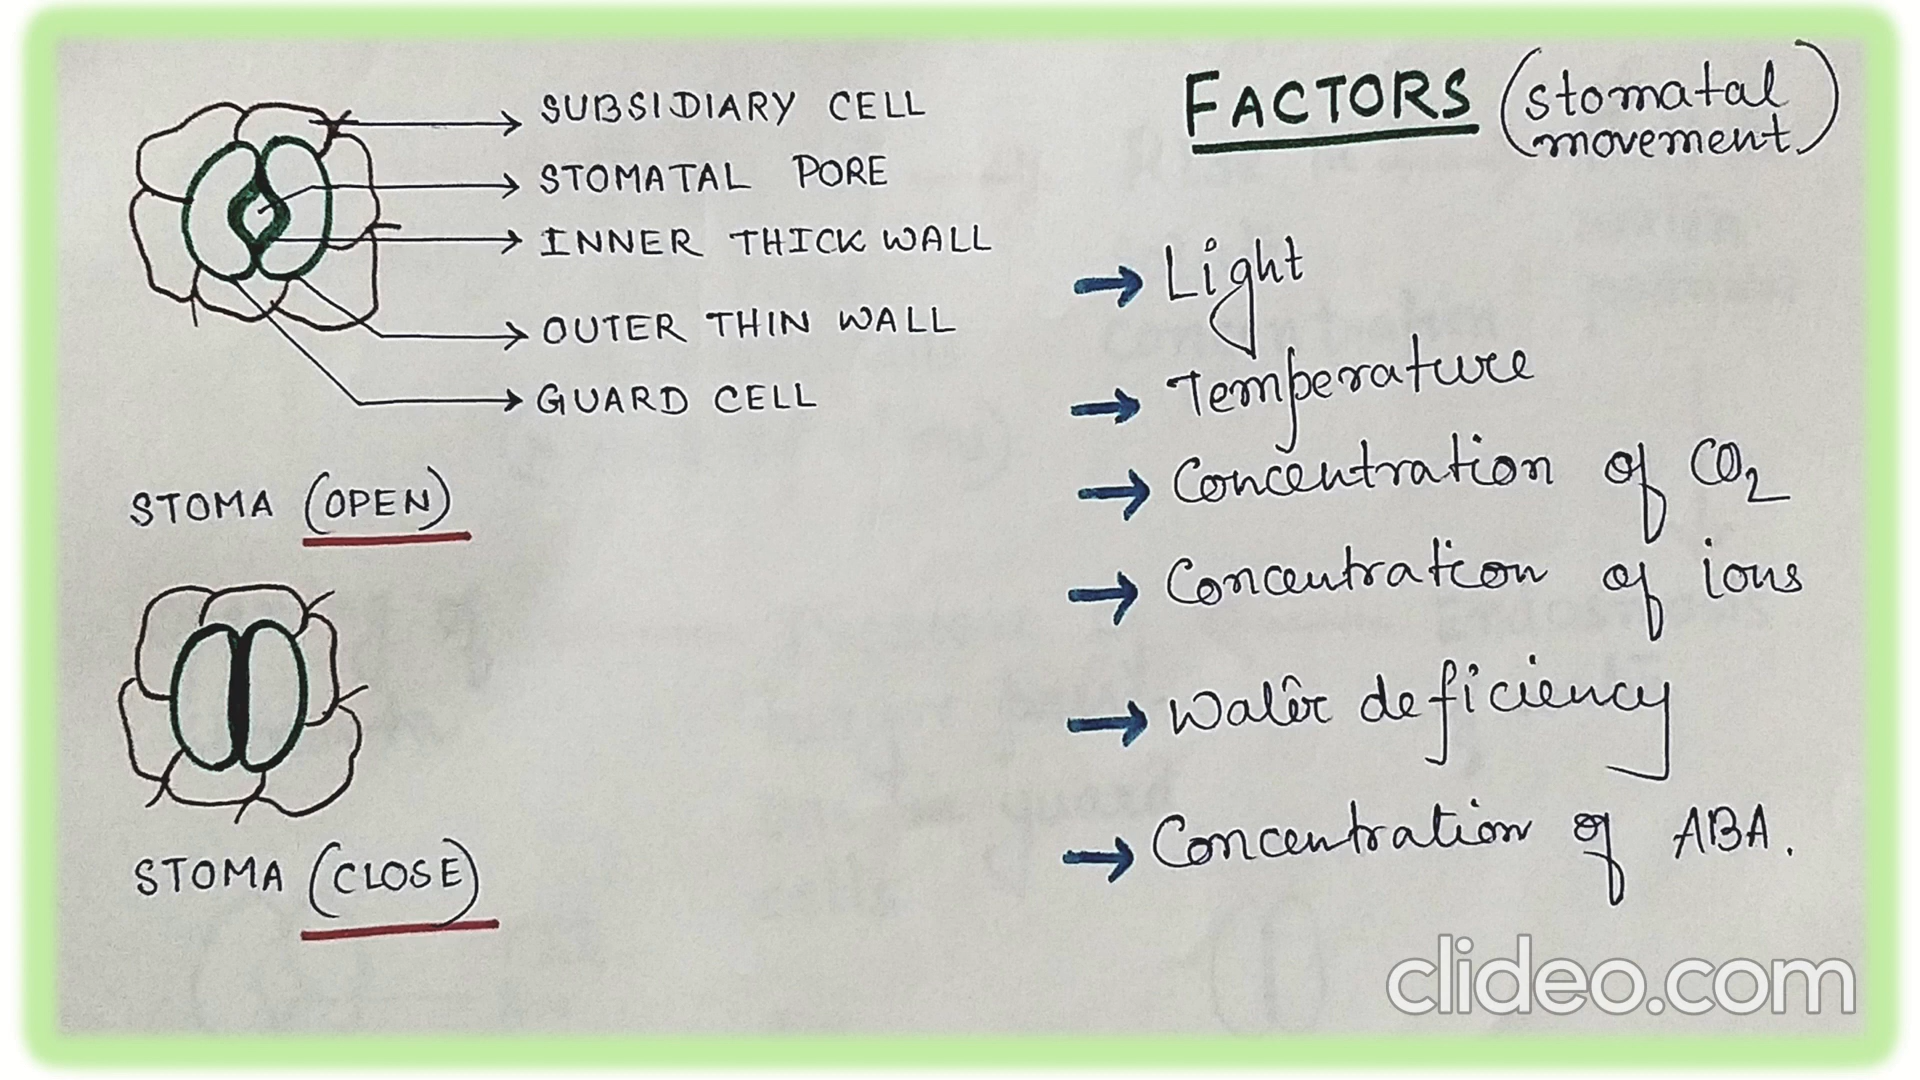 SUBSIDIARY CELL
STOMATAL PORE
INNER THICK WALL
OUTER THIN WALL
GUARD CELL
STOMA (OPEN)
STOMA (CLOSE)
FACTORS (stomatal
movement)
→ Light
→ Temperature
→ Concentration of CO2
→ Concentration of ions
→ Water deficiency
→ Concentration of ABA.
clideo.com